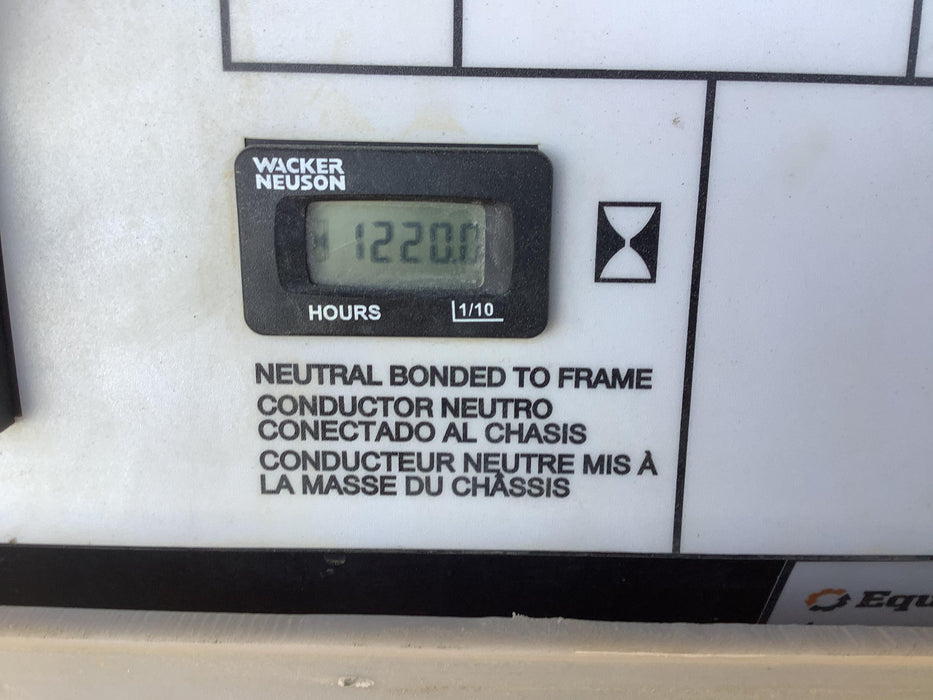 WACKER
NEUSON
1220.0
HOURS
1/10
NEUTRAL BONDED TO FRAME
CONDUCTOR NEUTRO
CONECTADO AL CHASIS
CONDUCTEUR NEUTRE MIS À
LA MASSE DU CHÂSSIS
Equ